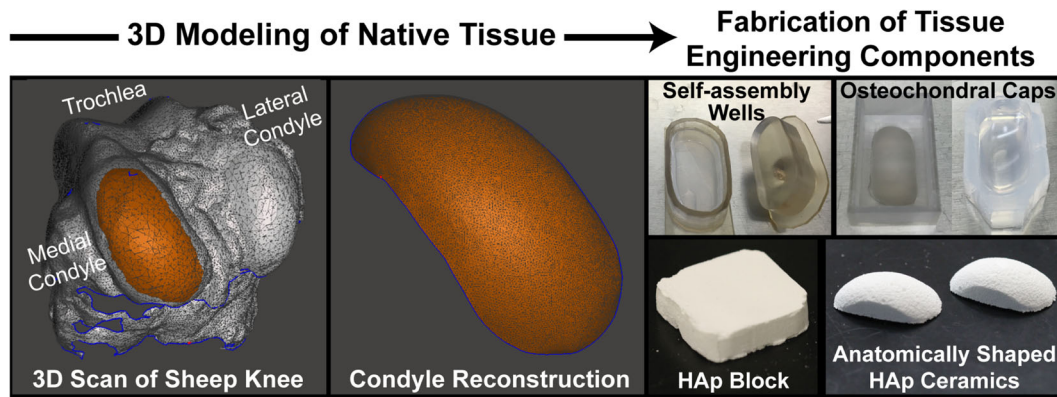 3D Modeling of Native Tissue
Fabrication of Tissue
Engineering Components
Trochlea
Lateral
Condyle
Medial
Condyle
3D Scan of Sheep Knee
Condyle Reconstruction
Self-assembly
Wells
Osteochondral Caps
HAp Block
Anatomically Shaped
HAp Ceramics